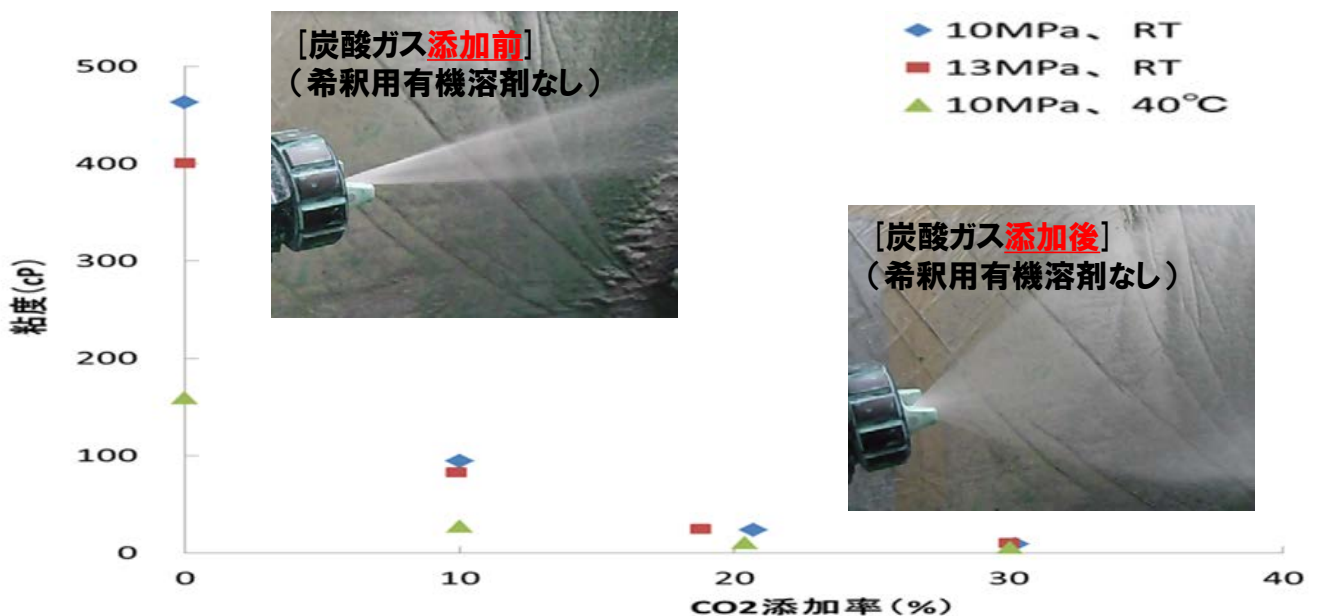 [炭酸ガス添加前]
(希釈用有機溶剤なし)
10MPa、 RT
13MPa、 RT
10MPa、 40℃
500
400
300
200
100
0
粘度(cP)
[炭酸ガス添加後]
(希釈用有機溶剤なし)
0
10
20
30
40
CO2添加率(%)